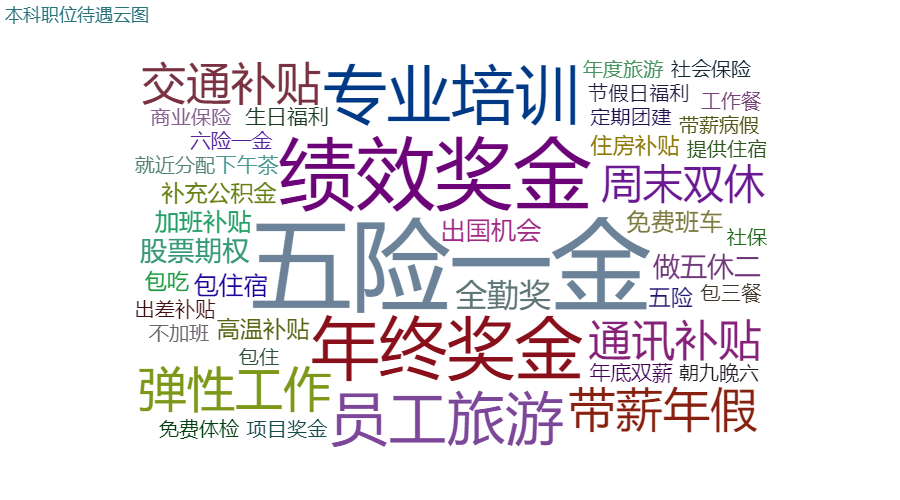 本科职位待遇云图
年度旅游
社会保险
交通补贴
专业培训
节假日福利
工作餐
商业保险
生日福利
定期团建
带薪病假
六险一金
绩效奖金
住房补贴
提供住宿
就近分配
下午茶
周末双休
补充公积金
加班补贴
五险一金
出国机会
免费班车
社保
股票期权
做五休二
包吃
包住宿
全勤奖
五险
包三餐
出差补贴
不加班
高温补贴
年终奖金
通讯补贴
包住
年底双薪
朝九晚六
弹性工作
员工旅游
带薪年假
免费体检
项目奖金